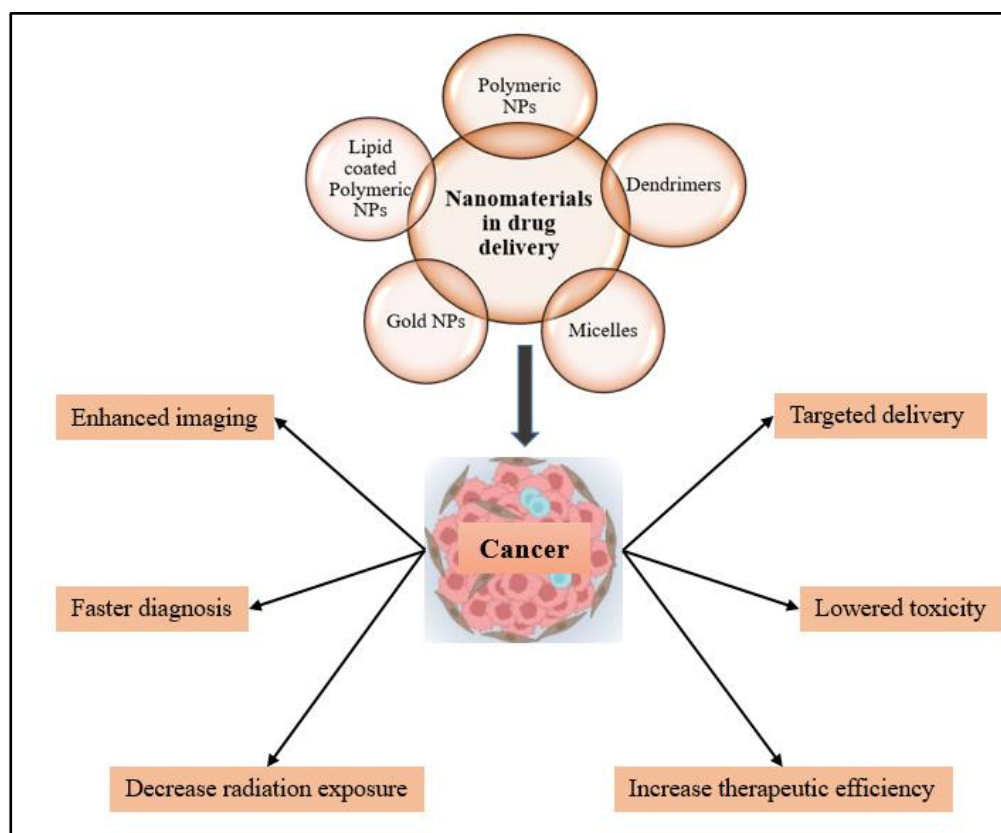 Polymeric
NPs
Lipid
coated
Polymeric
NPs
Dendrimers
Nanomaterials
in drug
delivery
Gold NPs
Micelles
Enhanced imaging
Targeted delivery
Cancer
Faster diagnosis
Lowered toxicity
Decrease radiation exposure
Increase therapeutic efficiency